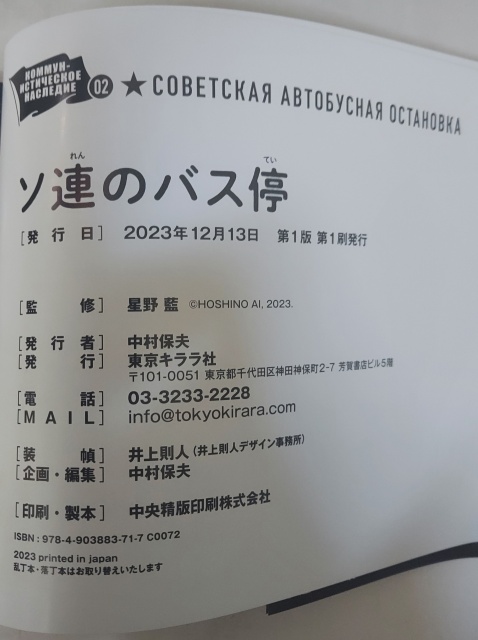 КОММУН-
ИСТИЧЕСКОЕ
НАСЛЕДИЕ
02 ★ СОВЕТСКАЯ АВТОБУСНАЯ ОСТАНОВКА
れん てい
ソ連のバス停
[発行日] 2023年12月13日 第1版 第1刷発行
[監修] 星野 藍 ©HOSHINO AI, 2023.
[発行者] 中村保夫
[発行] 東京キララ社
〒101-0051 東京都千代田区神田神保町2-7 芳賀書店ビル5階
[電話] 03-3233-2228
[MAIL] info@tokyokirara.com
[装幀] 井上則人(井上則人デザイン事務所)
[企画・編集] 中村保夫
[印刷・製本] 中央精版印刷株式会社
ISBN : 978-4-903883-71-7 C0072
2023 printed in japan
乱丁本・落丁本はお取り替えいたします